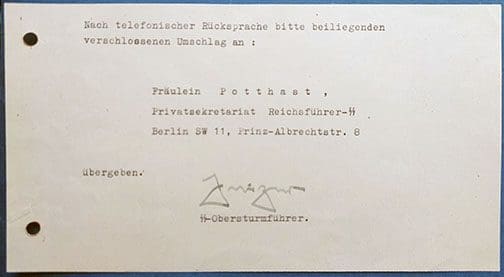 Nach telefonischer Rücksprache bitte beiliegenden
verschlossenen Umschlag an :
Fräulein P o t t h a s t ,
Privatsekretariat Reichsführer-ᛋᛋ
Berlin SW 11, Prinz-Albrechtstr. 8
übergeben.
ᛋᛋ-Obersturmführer.